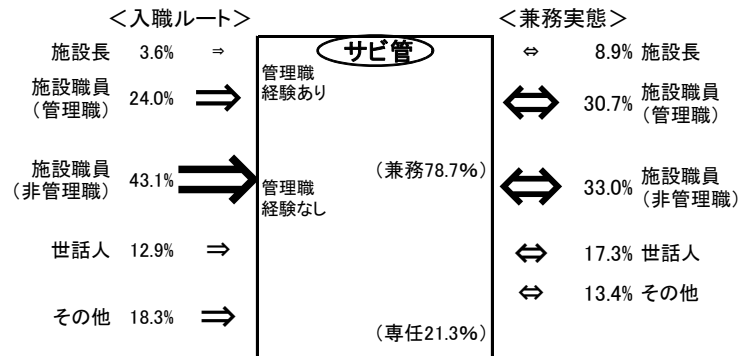 ＜入職ルート＞
施設長 3.6% ⇒
施設職員
（管理職） 24.0%
施設職員
（非管理職） 43.1%
世話人 12.9% ⇒
その他 18.3%
サビ管
管理職
経験あり
管理職
経験なし
（兼務78.7%）
（専任21.3%）
＜兼務実態＞
⇔ 8.9% 施設長
30.7% 施設職員
（管理職）
33.0% 施設職員
（非管理職）
⇔ 17.3% 世話人
⇔ 13.4% その他